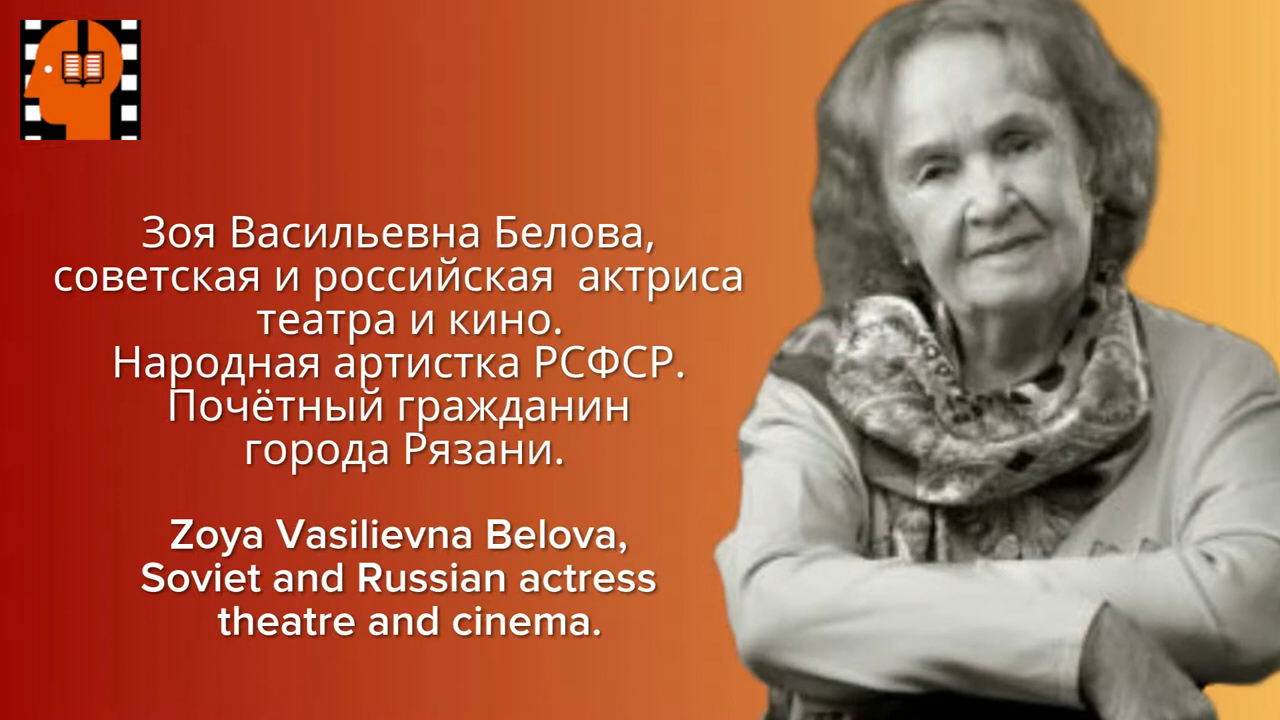 Зоя Васильевна Белова,
советская и российская актриса
театра и кино.
Народная артистка РСФСР.
Почётный гражданин
города Рязани.
Zoya Vasilievna Belova,
Soviet and Russian actress
theatre and cinema.